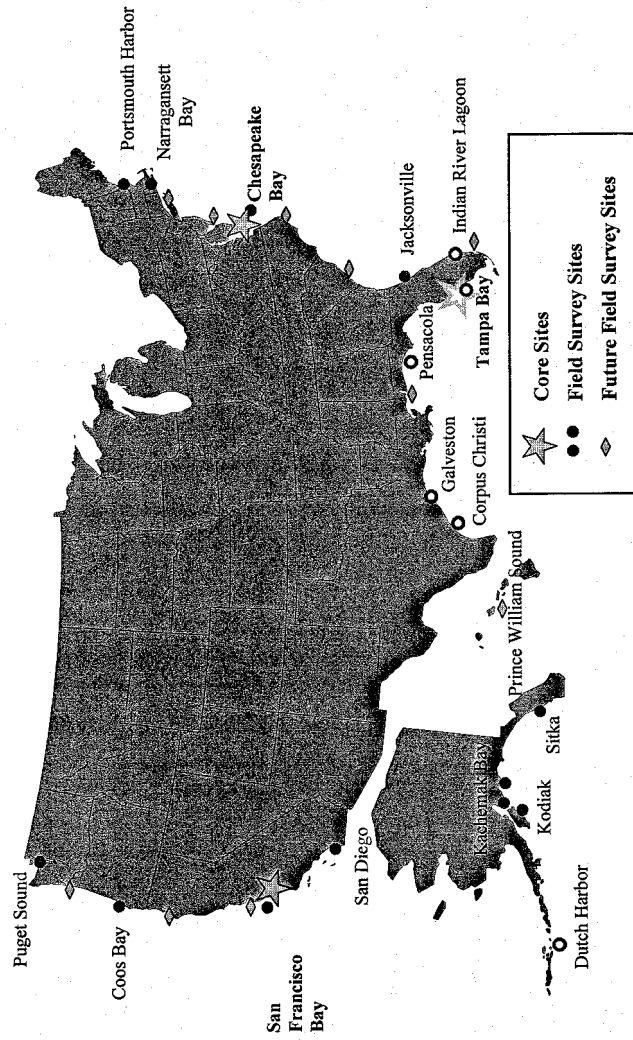 Puget Sound
Coos Bay
San
Francisco
Bay
San Diego
Dutch Harbor
Kachemak Bay
Kodiak
Sitka
Prince William Sound
Corpus Christi
Galveston
Pensacola
Tampa Bay
Indian River Lagoon
Jacksonville
Chesapeake
Bay
Narragansett
Bay
Portsmouth Harbor
Core Sites
Field Survey Sites
Future Field Survey Sites